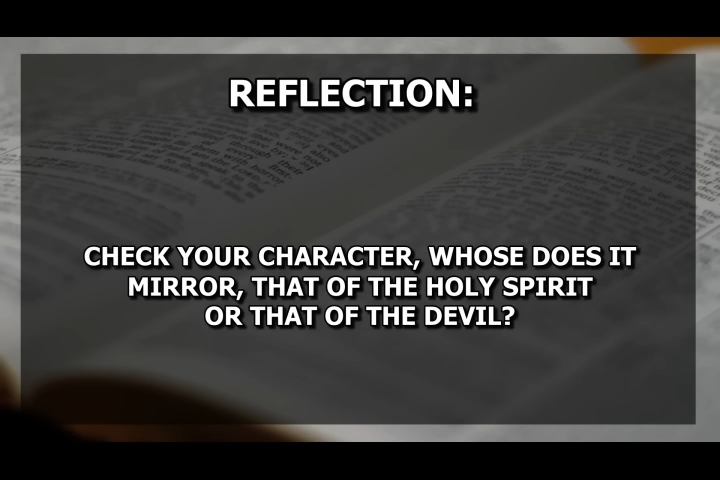 REFLECTION:
CHECK YOUR CHARACTER, WHOSE DOES IT
MIRROR, THAT OF THE HOLY SPIRIT
OR THAT OF THE DEVIL?